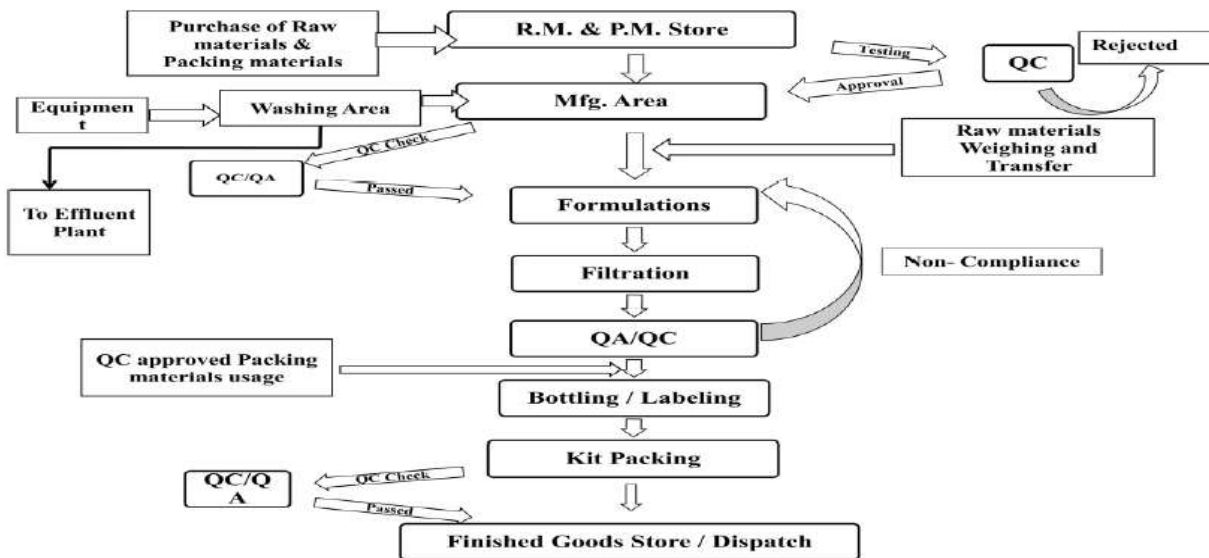 Purchase of Raw
materials &
Packing materials
R.M. & P.M. Store
Testing
QC
Rejected
Approval
Equipmen
t
Washing Area
Mfg. Area
QC Check
Raw materials
Weighing and
Transfer
QC/QA
Passed
To Effluent
Plant
Formulations
Filtration
Non- Compliance
QA/QC
QC approved Packing
materials usage
Bottling / Labeling
Kit Packing
QC Check
QC/Q
A
Passed
Finished Goods Store / Dispatch